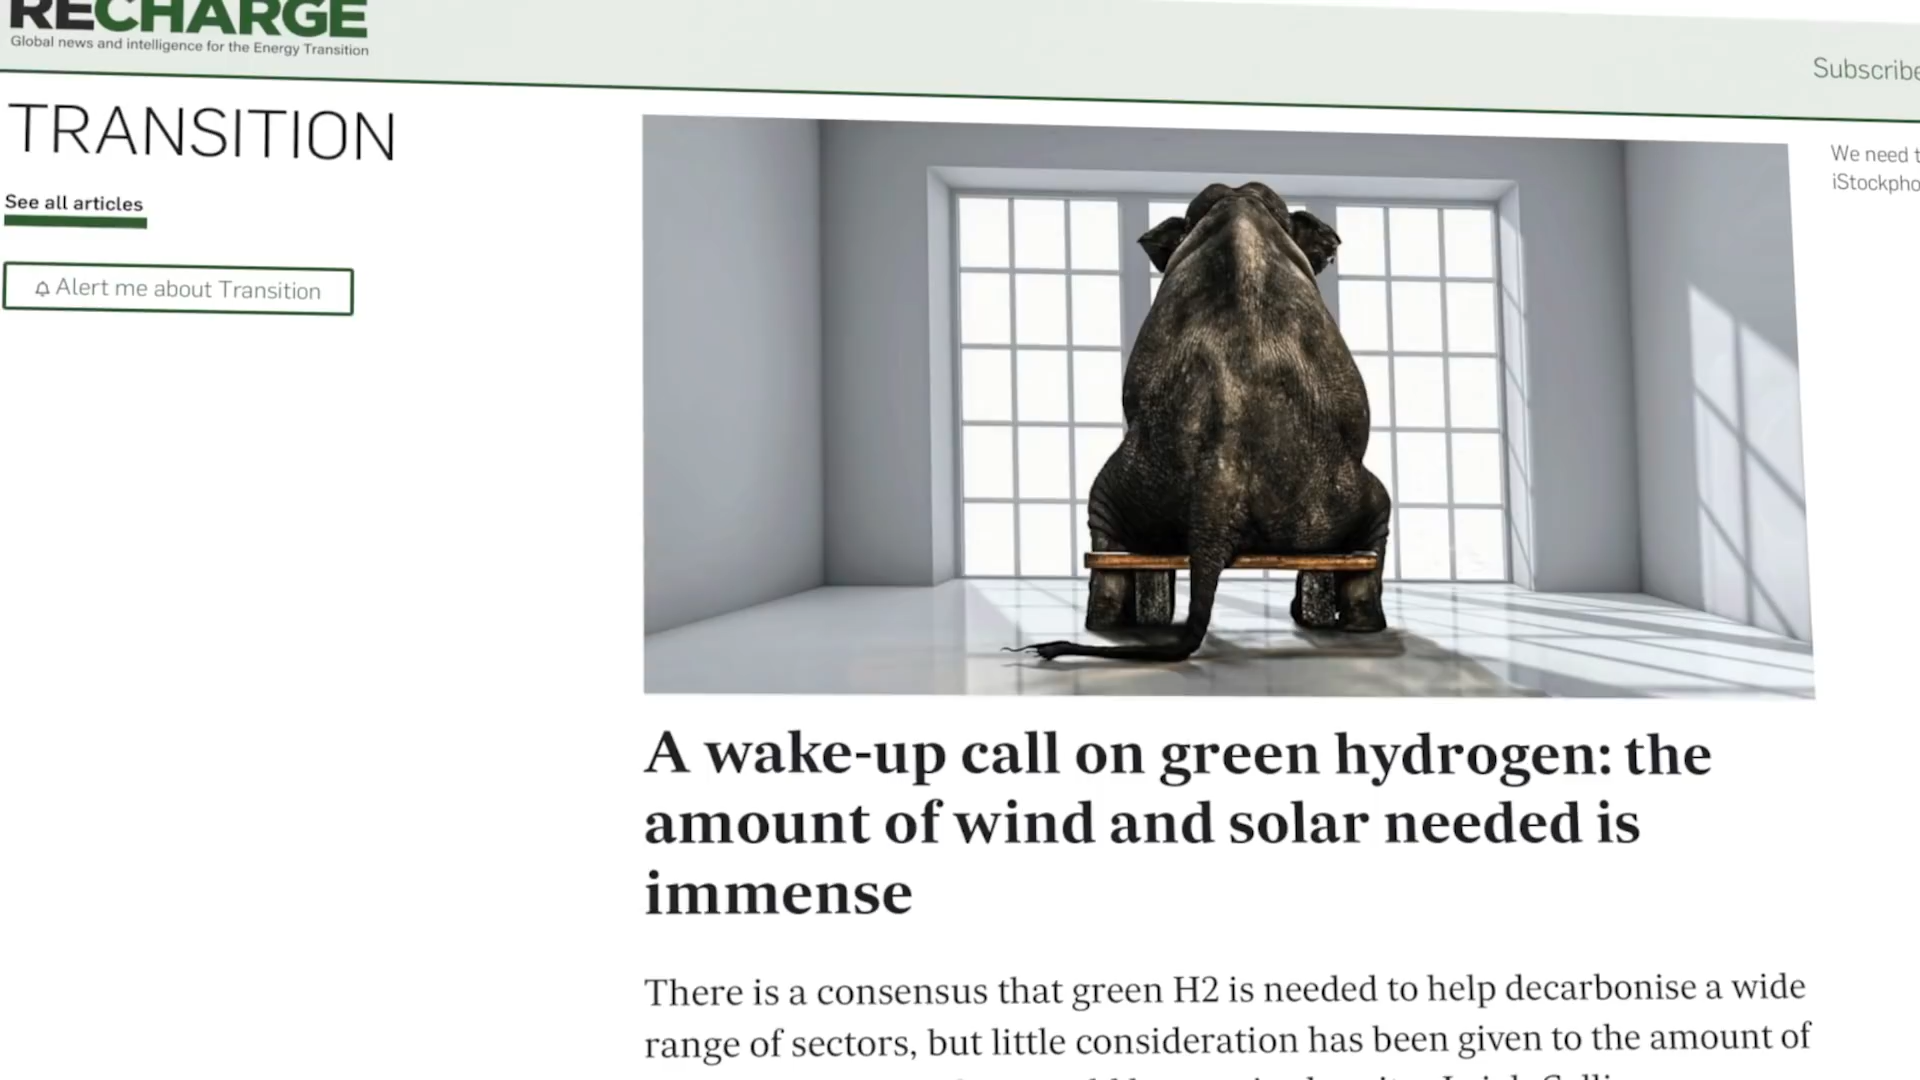 RECHARGE
Global news and intelligence for the Energy Transition
Subscribe
TRANSITION
See all articles
Alert me about Transition
We need
iStockpho
A wake-up call on green hydrogen: the
amount of wind and solar needed is
immense
There is a consensus that green H2 is needed to help decarbonise a wide
range of sectors, but little consideration has been given to the amount of